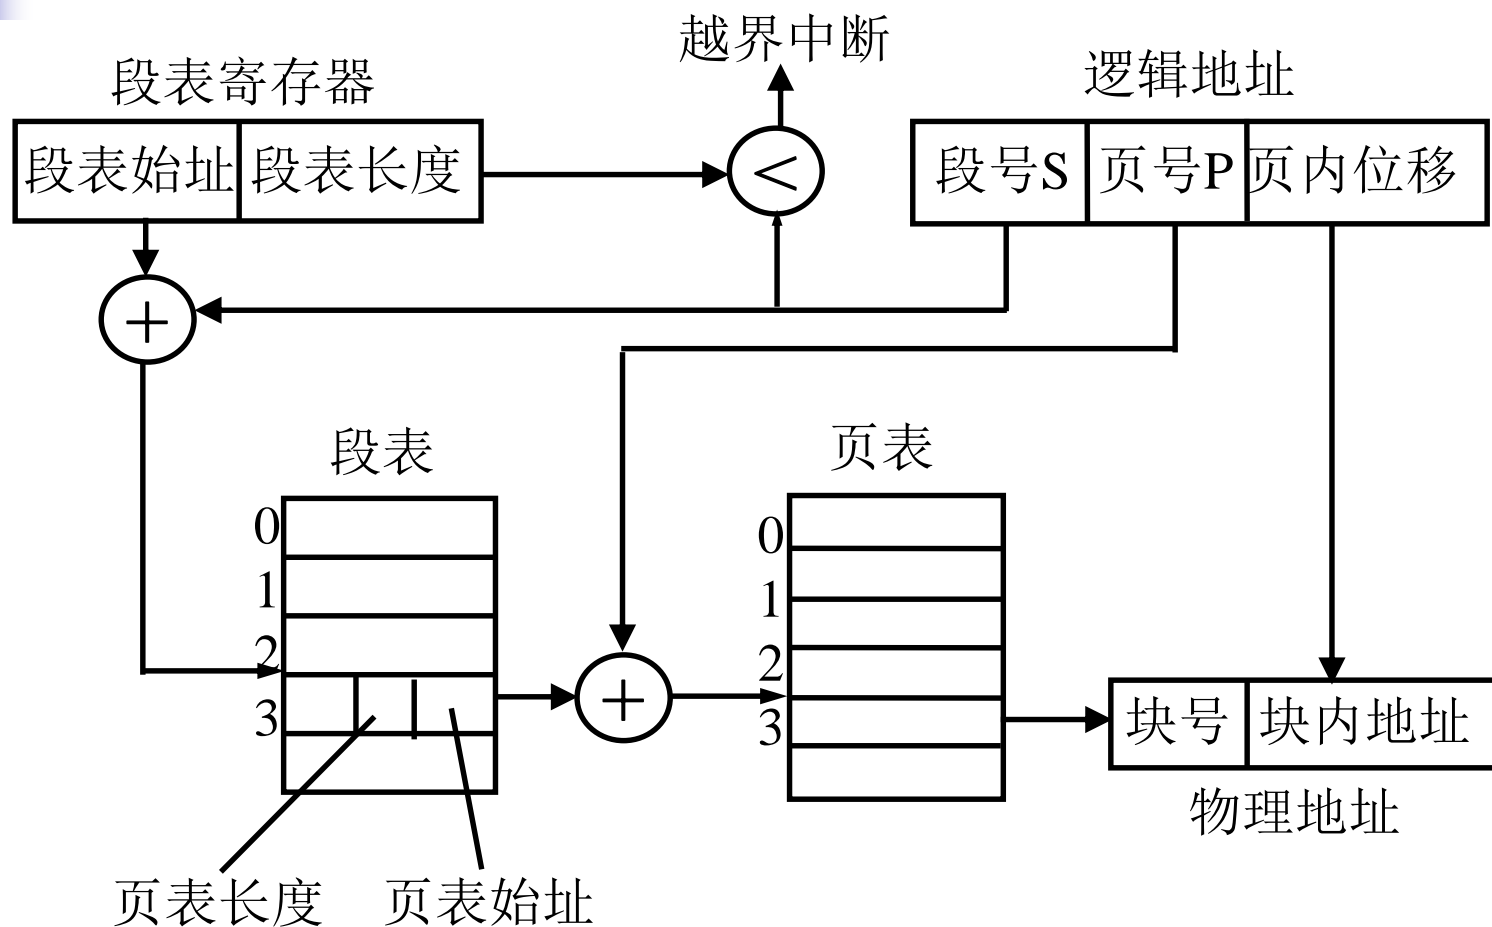 越界中断
段表寄存器
逻辑地址
段表始址 段表长度
<
段号S 页号P 页内位移
+
段表
页表
0
1
2
3
0
1
2
3
+
块号 块内地址
物理地址
页表长度 页表始址